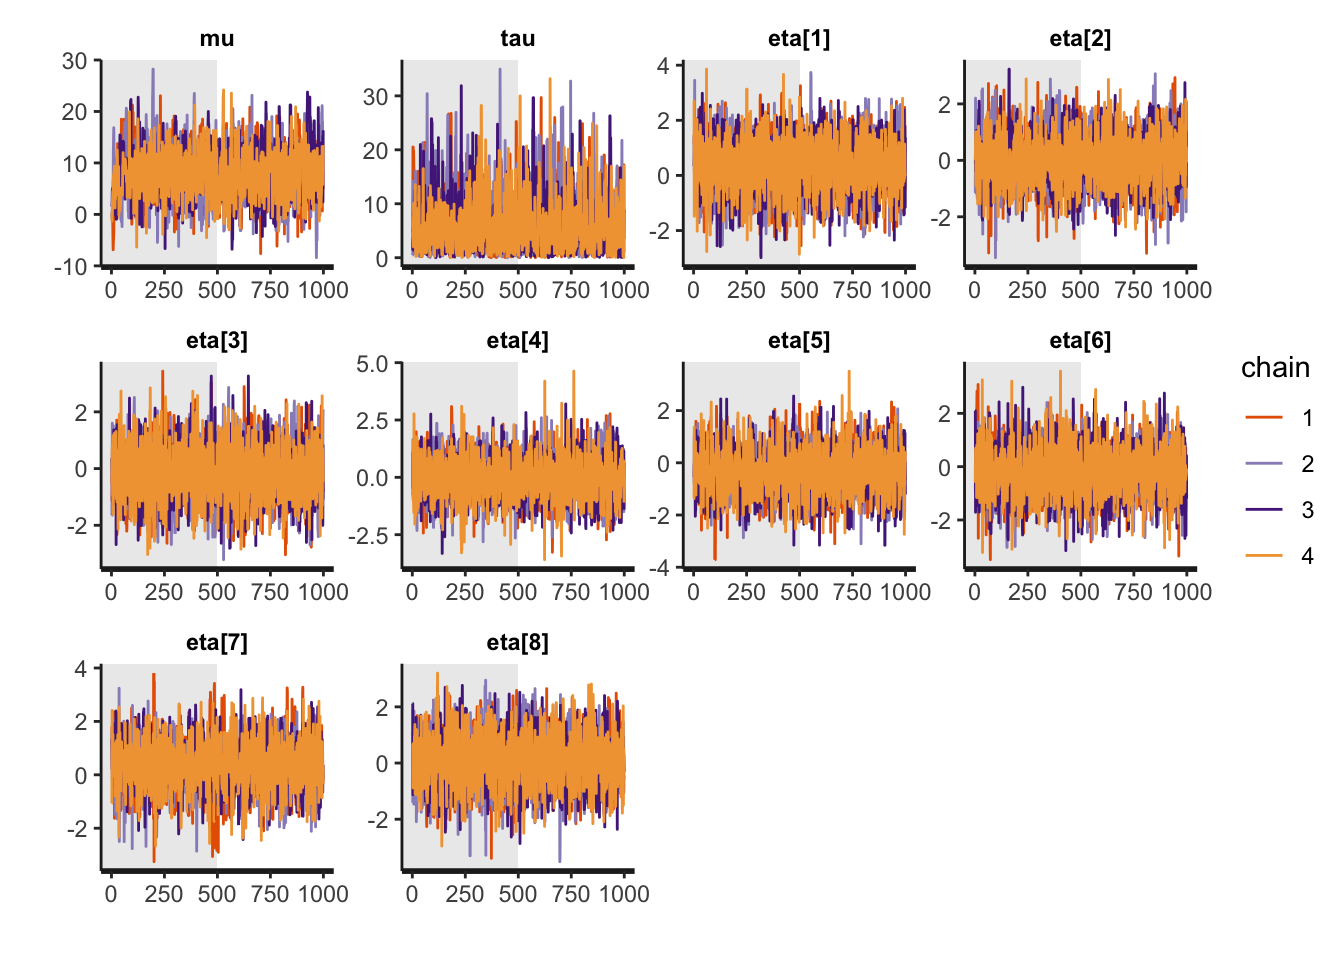 mu tau eta[1] eta[2]
30 20 10 0 -10
30 20 10 0
4 2 0 -2
2 0 -2
0 250 500 750 1000 0 250 500 750 1000 0 250 500 750 1000 0 250 500 750 1000
eta[3] eta[4] eta[5] eta[6]
2 0 -2
5.0 2.5 0.0 -2.5
2 0 -2 -4
2 0 -2
0 250 500 750 1000 0 250 500 750 1000 0 250 500 750 1000 0 250 500 750 1000
chain
1
2
3
4
eta[7] eta[8]
4 2 0 -2
2 0 -2
0 250 500 750 1000 0 250 500 750 1000